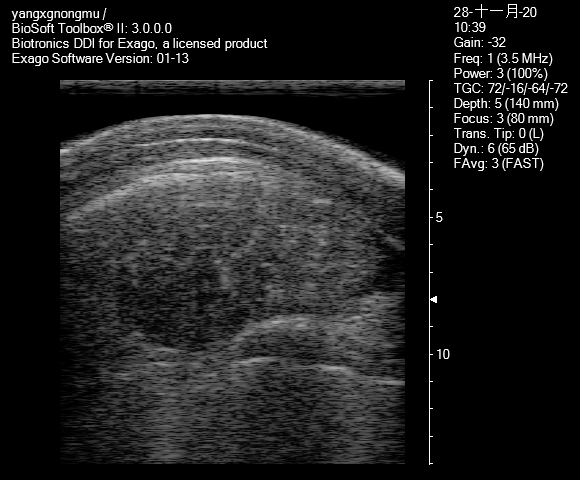 yangxgnongmu /
BioSoft Toolbox® II: 3.0.0.0
Biotronics DDI for Exago, a licensed product
Exago Software Version: 01-13
28-十一月-20
10:39
Gain: -32
Freq: 1 (3.5 MHz)
Power: 3 (100%)
TGC: 72/-16/-64/-72
Depth: 5 (140 mm)
Focus: 3 (80 mm)
Trans. Tip: 0 (L)
Dyn.: 6 (65 dB)
FAvg: 3 (FAST)
5
10